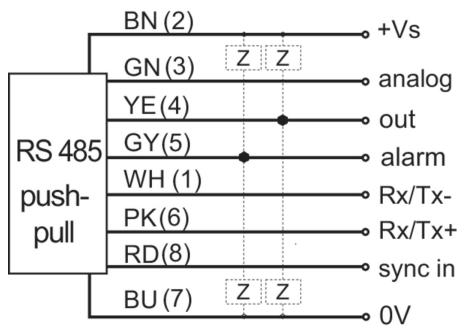 BN (2) +Vs
Z Z
GN (3) analog
YE (4) out
RS 485 GY (5) alarm
push- WH (1) Rx/Tx-
pull PK (6) Rx/Tx+
RD(8) sync in
Z Z
BU (7) 0V